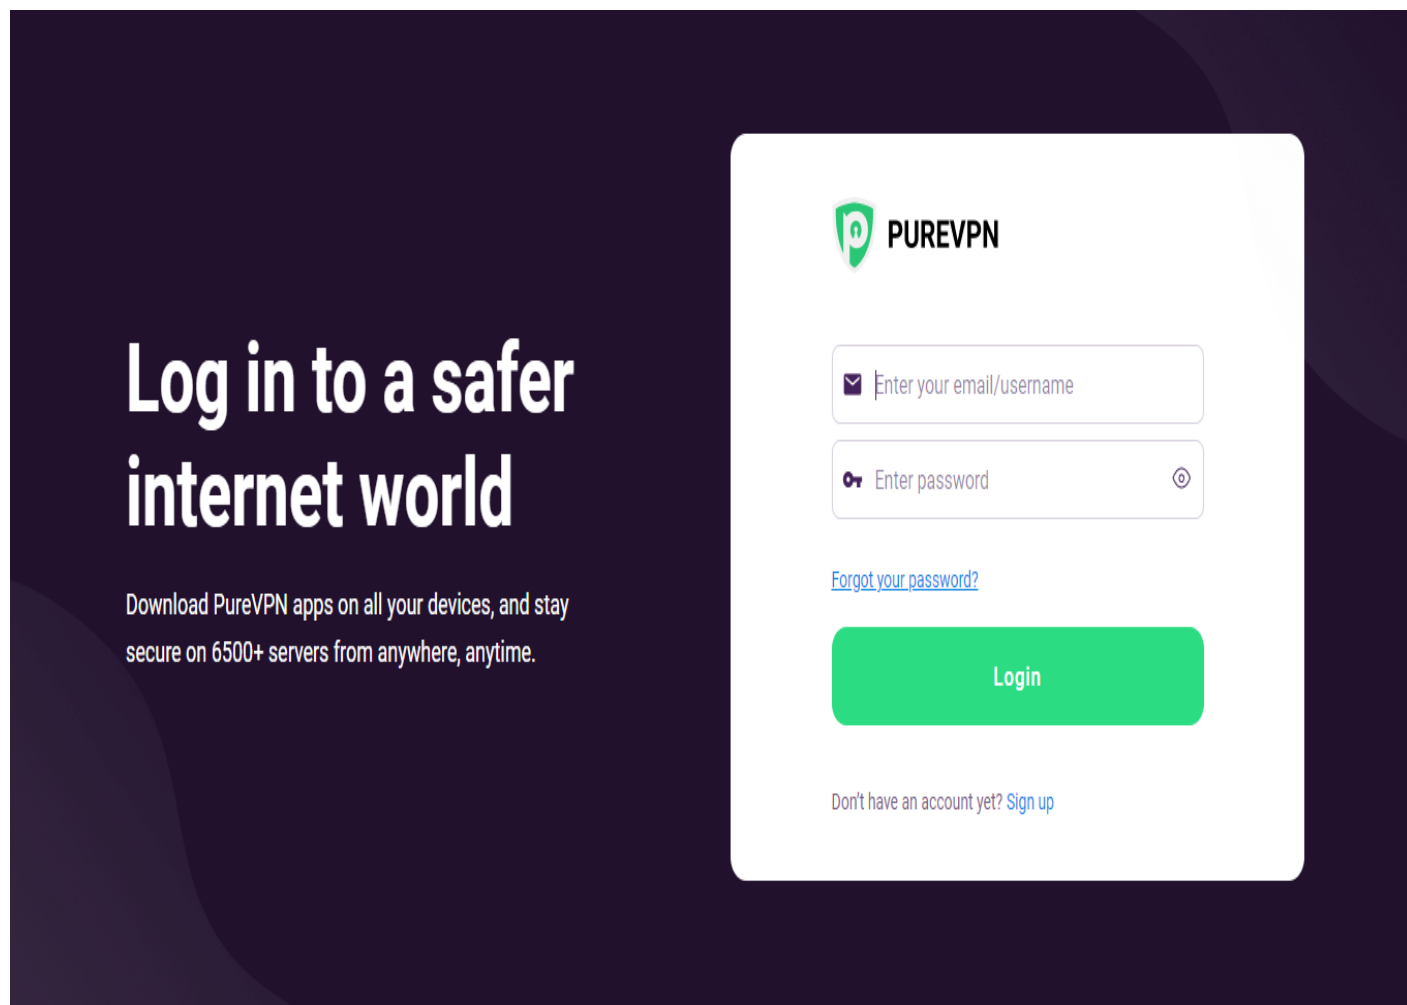 Log in to a safer
internet world
Download PureVPN apps on all your devices, and stay
secure on 6500+ servers from anywhere, anytime.
PUREVPN
Enter your email/username
Enter password
Forgot your password?
Login
Don't have an account yet? Sign up